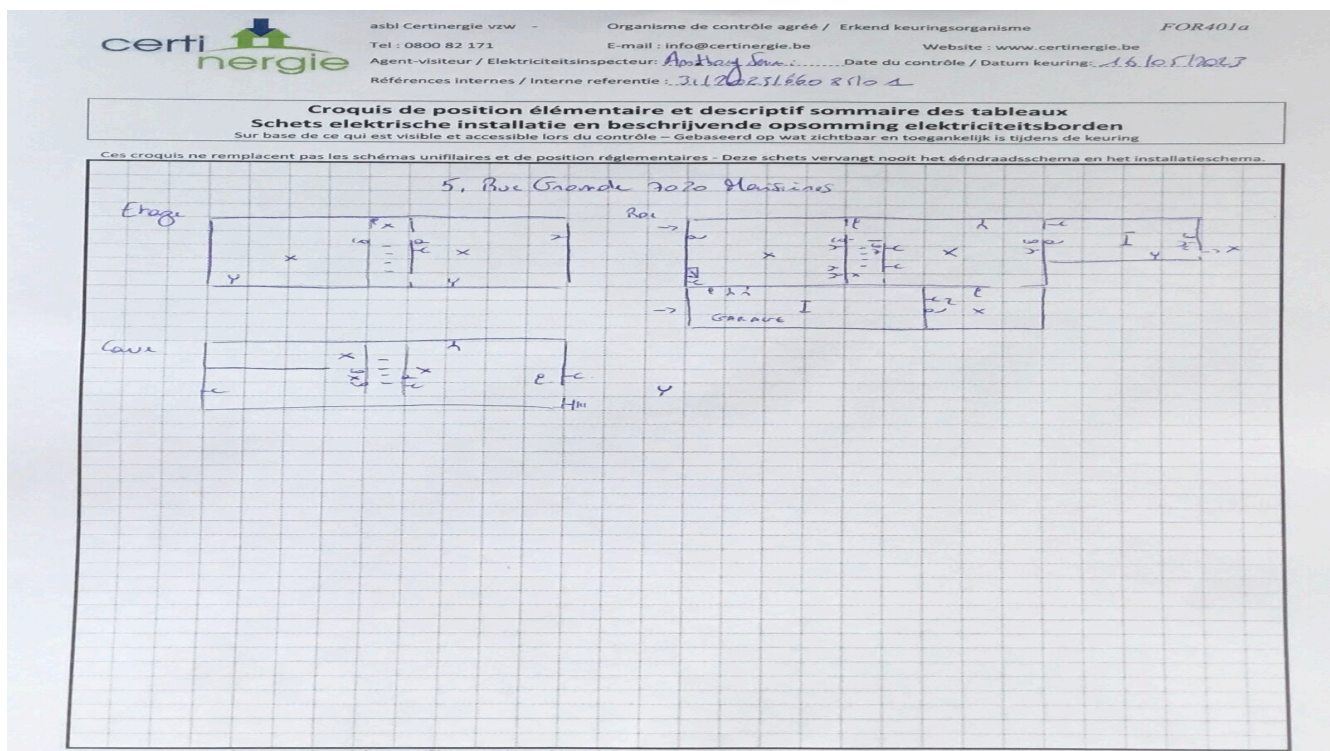 certinergie
asbl Certinergie vzw - Organisme de contrôle agréé / Erkend keuringsorganisme FOR401a
Tel : 0800 82 171 E-mail : info@certinergie.be Website : www.certinergie.be
Agent-visiteur / Elektriciteitsinspecteur: Date du contrôle / Datum keuring: 16/05/2023
Références internes / Interne referentie :
Croquis de position élémentaire et descriptif sommaire des tableaux
Schets elektrische installatie en beschrijvende opsomming elektriciteitsborden
Sur base de ce qui est visible et accessible lors du contrôle – Gebaseerd op wat zichtbaar en toegankelijk is tijdens de keuring
Ces croquis ne remplacent pas les schémas unifilaires et de position réglementaires - Deze schets vervangt nooit het ééndraadsschema en het installatieschema.
5, Rue Grande 7020 Maisières
Etage
GARAGE
Cave